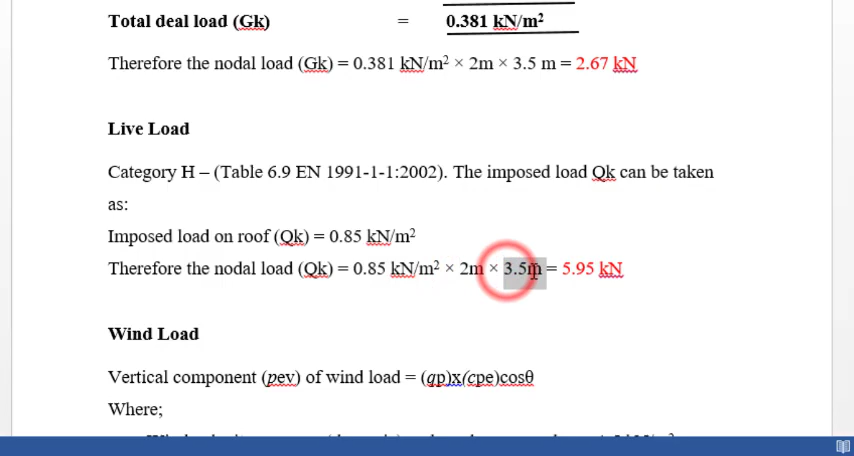 Total deal load (Gk) = 0.381 kN/m²
Therefore the nodal load (Gk) = 0.381 kN/m² × 2m × 3.5 m = 2.67 kN
Live Load
Category H – (Table 6.9 EN 1991-1-1:2002). The imposed load Qk can be taken
as:
Imposed load on roof (Qk) = 0.85 kN/m²
Therefore the nodal load (Qk) = 0.85 kN/m² × 2m × 3.5m = 5.95 kN
Wind Load
Vertical component (pev) of wind load = (qp)x(cpe)cosθ
Where;